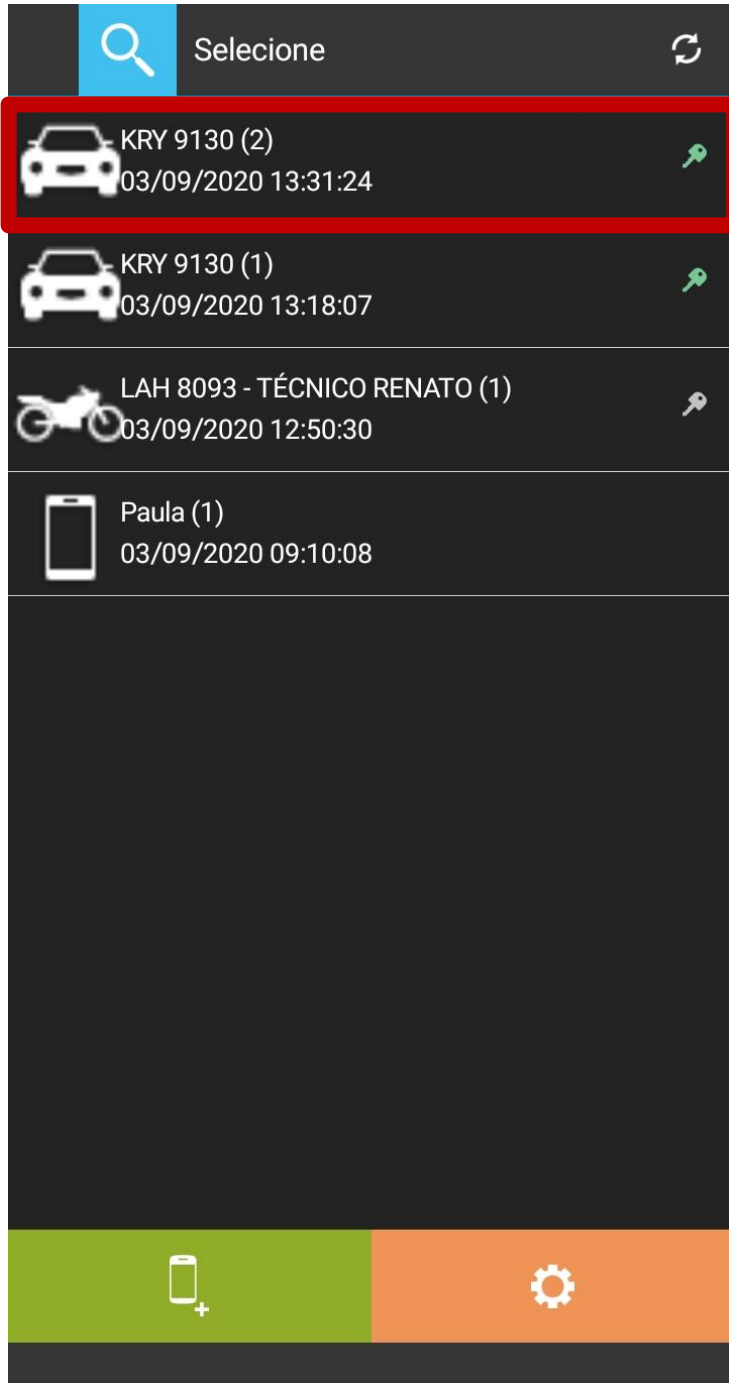 Selecione
KRY 9130 (2)
03/09/2020 13:31:24
KRY 9130 (1)
03/09/2020 13:18:07
LAH 8093 - TÉCNICO RENATO (1)
03/09/2020 12:50:30
Paula (1)
03/09/2020 09:10:08